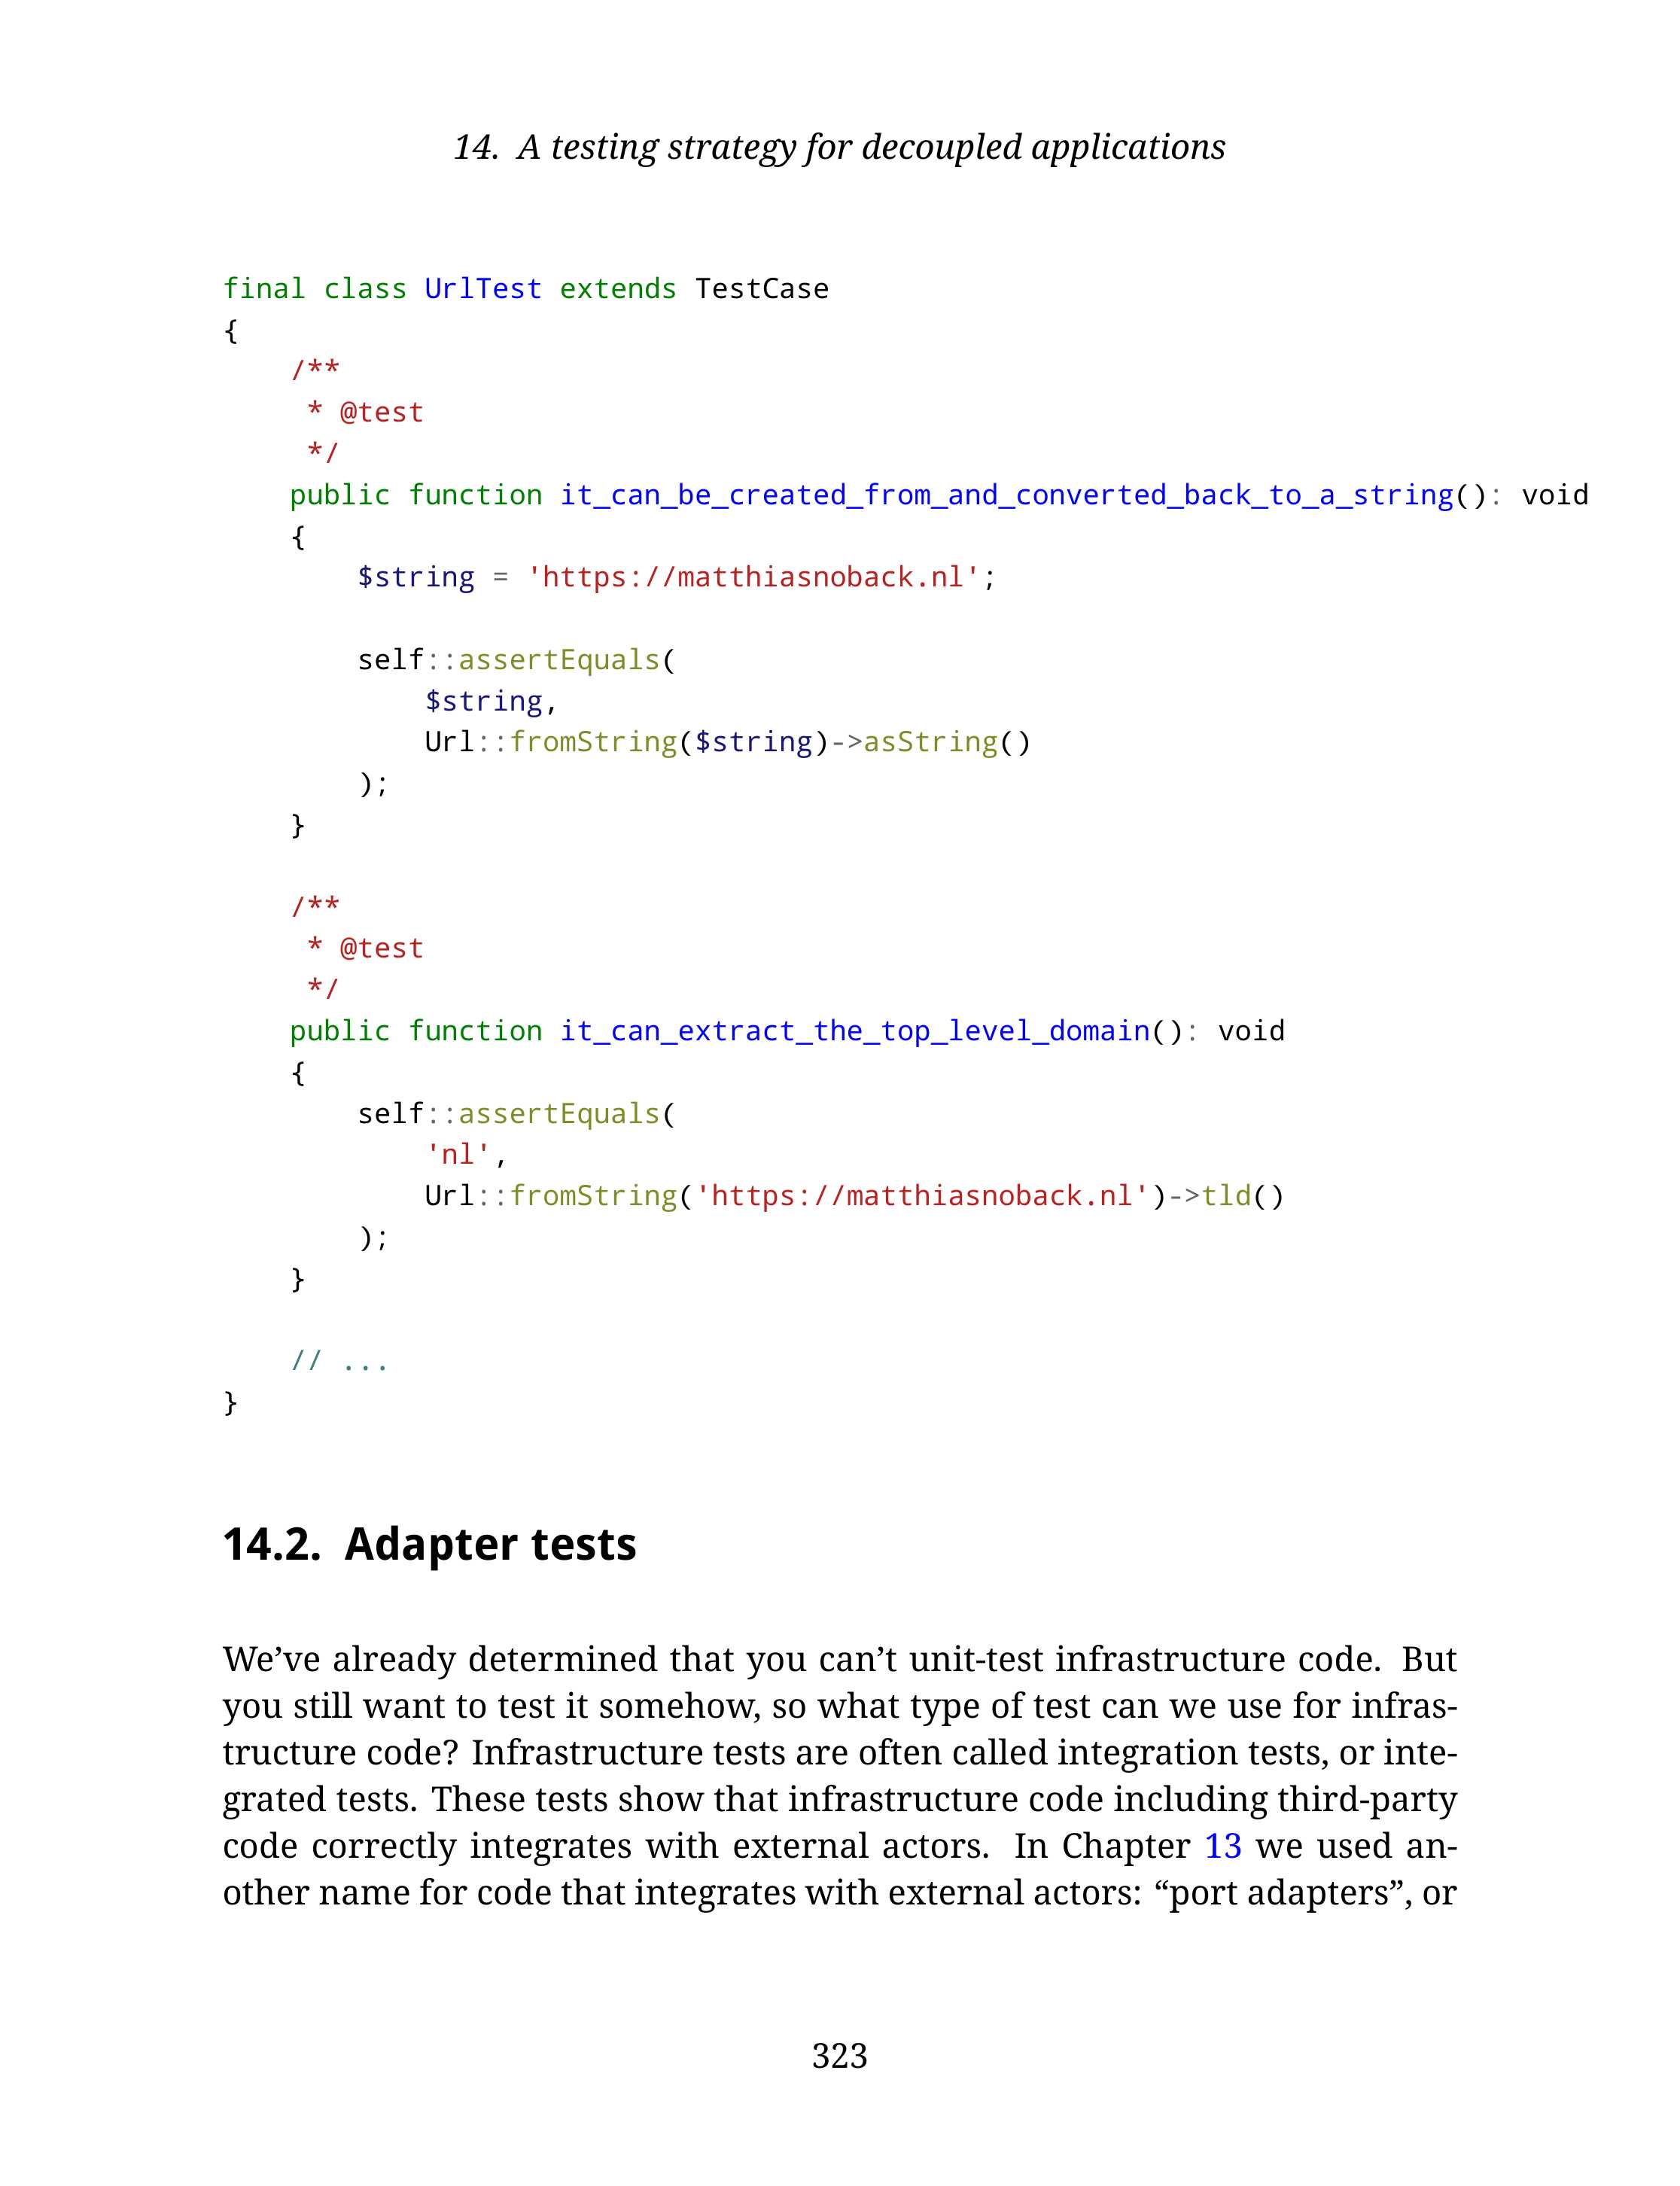 14. A testing strategy for decoupled applications
final class UrlTest extends TestCase
{
    /**
     * @test
     */
    public function it_can_be_created_from_and_converted_back_to_a_string(): void
    {
        $string = 'https://matthiasnoback.nl';

        self::assertEquals(
            $string,
            Url::fromString($string)->asString()
        );
    }

    /**
     * @test
     */
    public function it_can_extract_the_top_level_domain(): void
    {
        self::assertEquals(
            'nl',
            Url::fromString('https://matthiasnoback.nl')->tld()
        );
    }

    // ...
}
14.2. Adapter tests
We’ve already determined that you can’t unit-test infrastructure code. But
you still want to test it somehow, so what type of test can we use for infras-
tructure code? Infrastructure tests are often called integration tests, or inte-
grated tests. These tests show that infrastructure code including third-party
code correctly integrates with external actors. In Chapter 13 we used an-
other name for code that integrates with external actors: “port adapters”, or
323